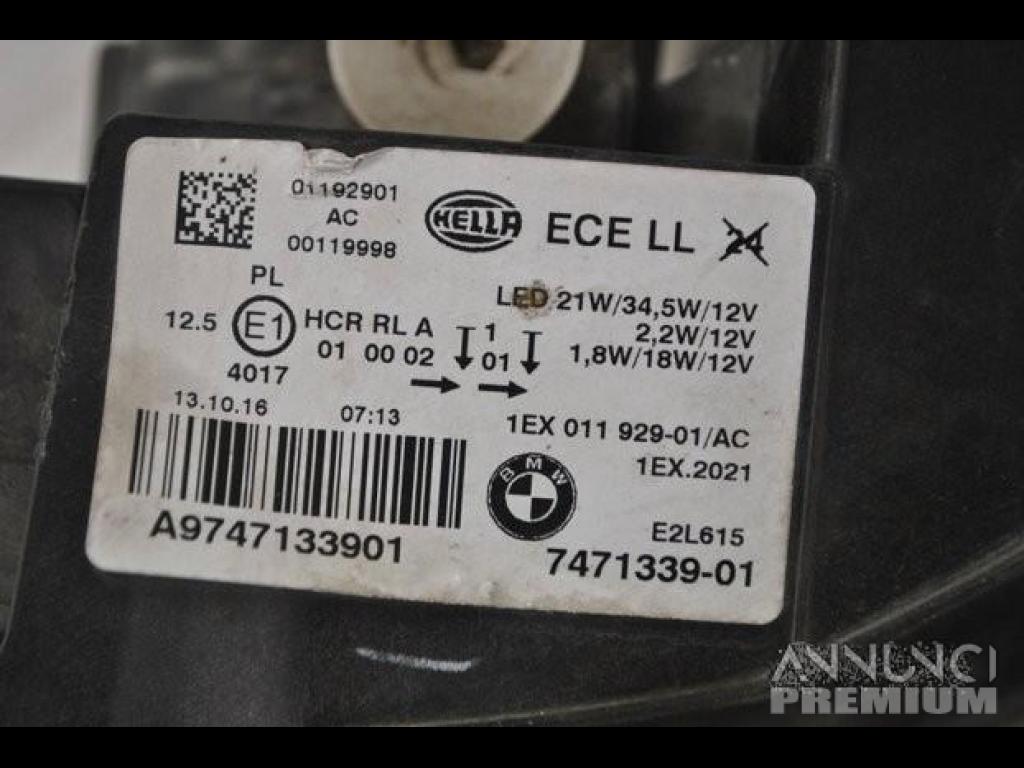 01192901
AC
00119998
HELLA
ECE LL 24
PL
12.5 E1 HCR RL A 1
01 00 02 01
4017
LED 21W/34,5W/12V
2,2W/12V
1,8W/18W/12V
13.10.16 07:13
1EX 011 929-01/AC
1EX.2021
BMW
E2L615
A9747133901
7471339-01
ANNUNCI
PREMIUM